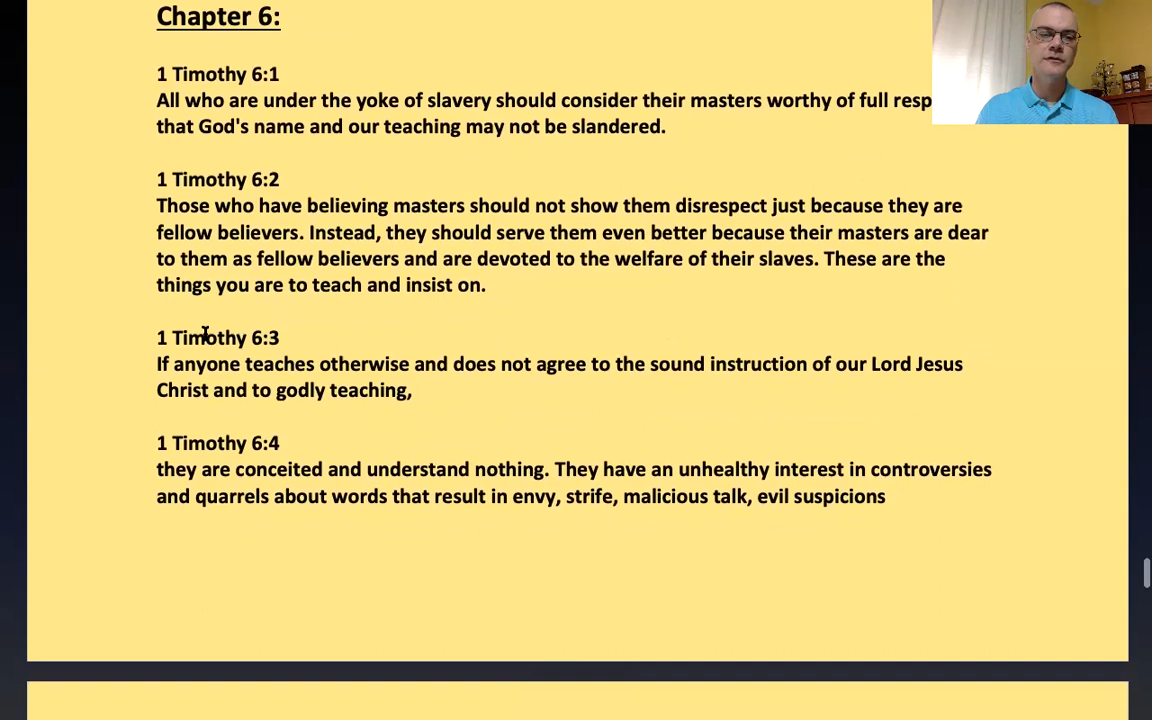 Chapter 6:
1 Timothy 6:1
All who are under the yoke of slavery should consider their masters worthy of full
that God's name and our teaching may not be slandered.
1 Timothy 6:2
Those who have believing masters should not show them disrespect just because they are
fellow believers. Instead, they should serve them even better because their masters are dear
to them as fellow believers and are devoted to the welfare of their slaves. These are the
things you are to teach and insist on.
1 Timothy 6:3
If anyone teaches otherwise and does not agree to the sound instruction of our Lord Jesus
Christ and to godly teaching,
1 Timothy 6:4
they are conceited and understand nothing. They have an unhealthy interest in controversies
and quarrels about words that result in envy, strife, malicious talk, evil suspicions